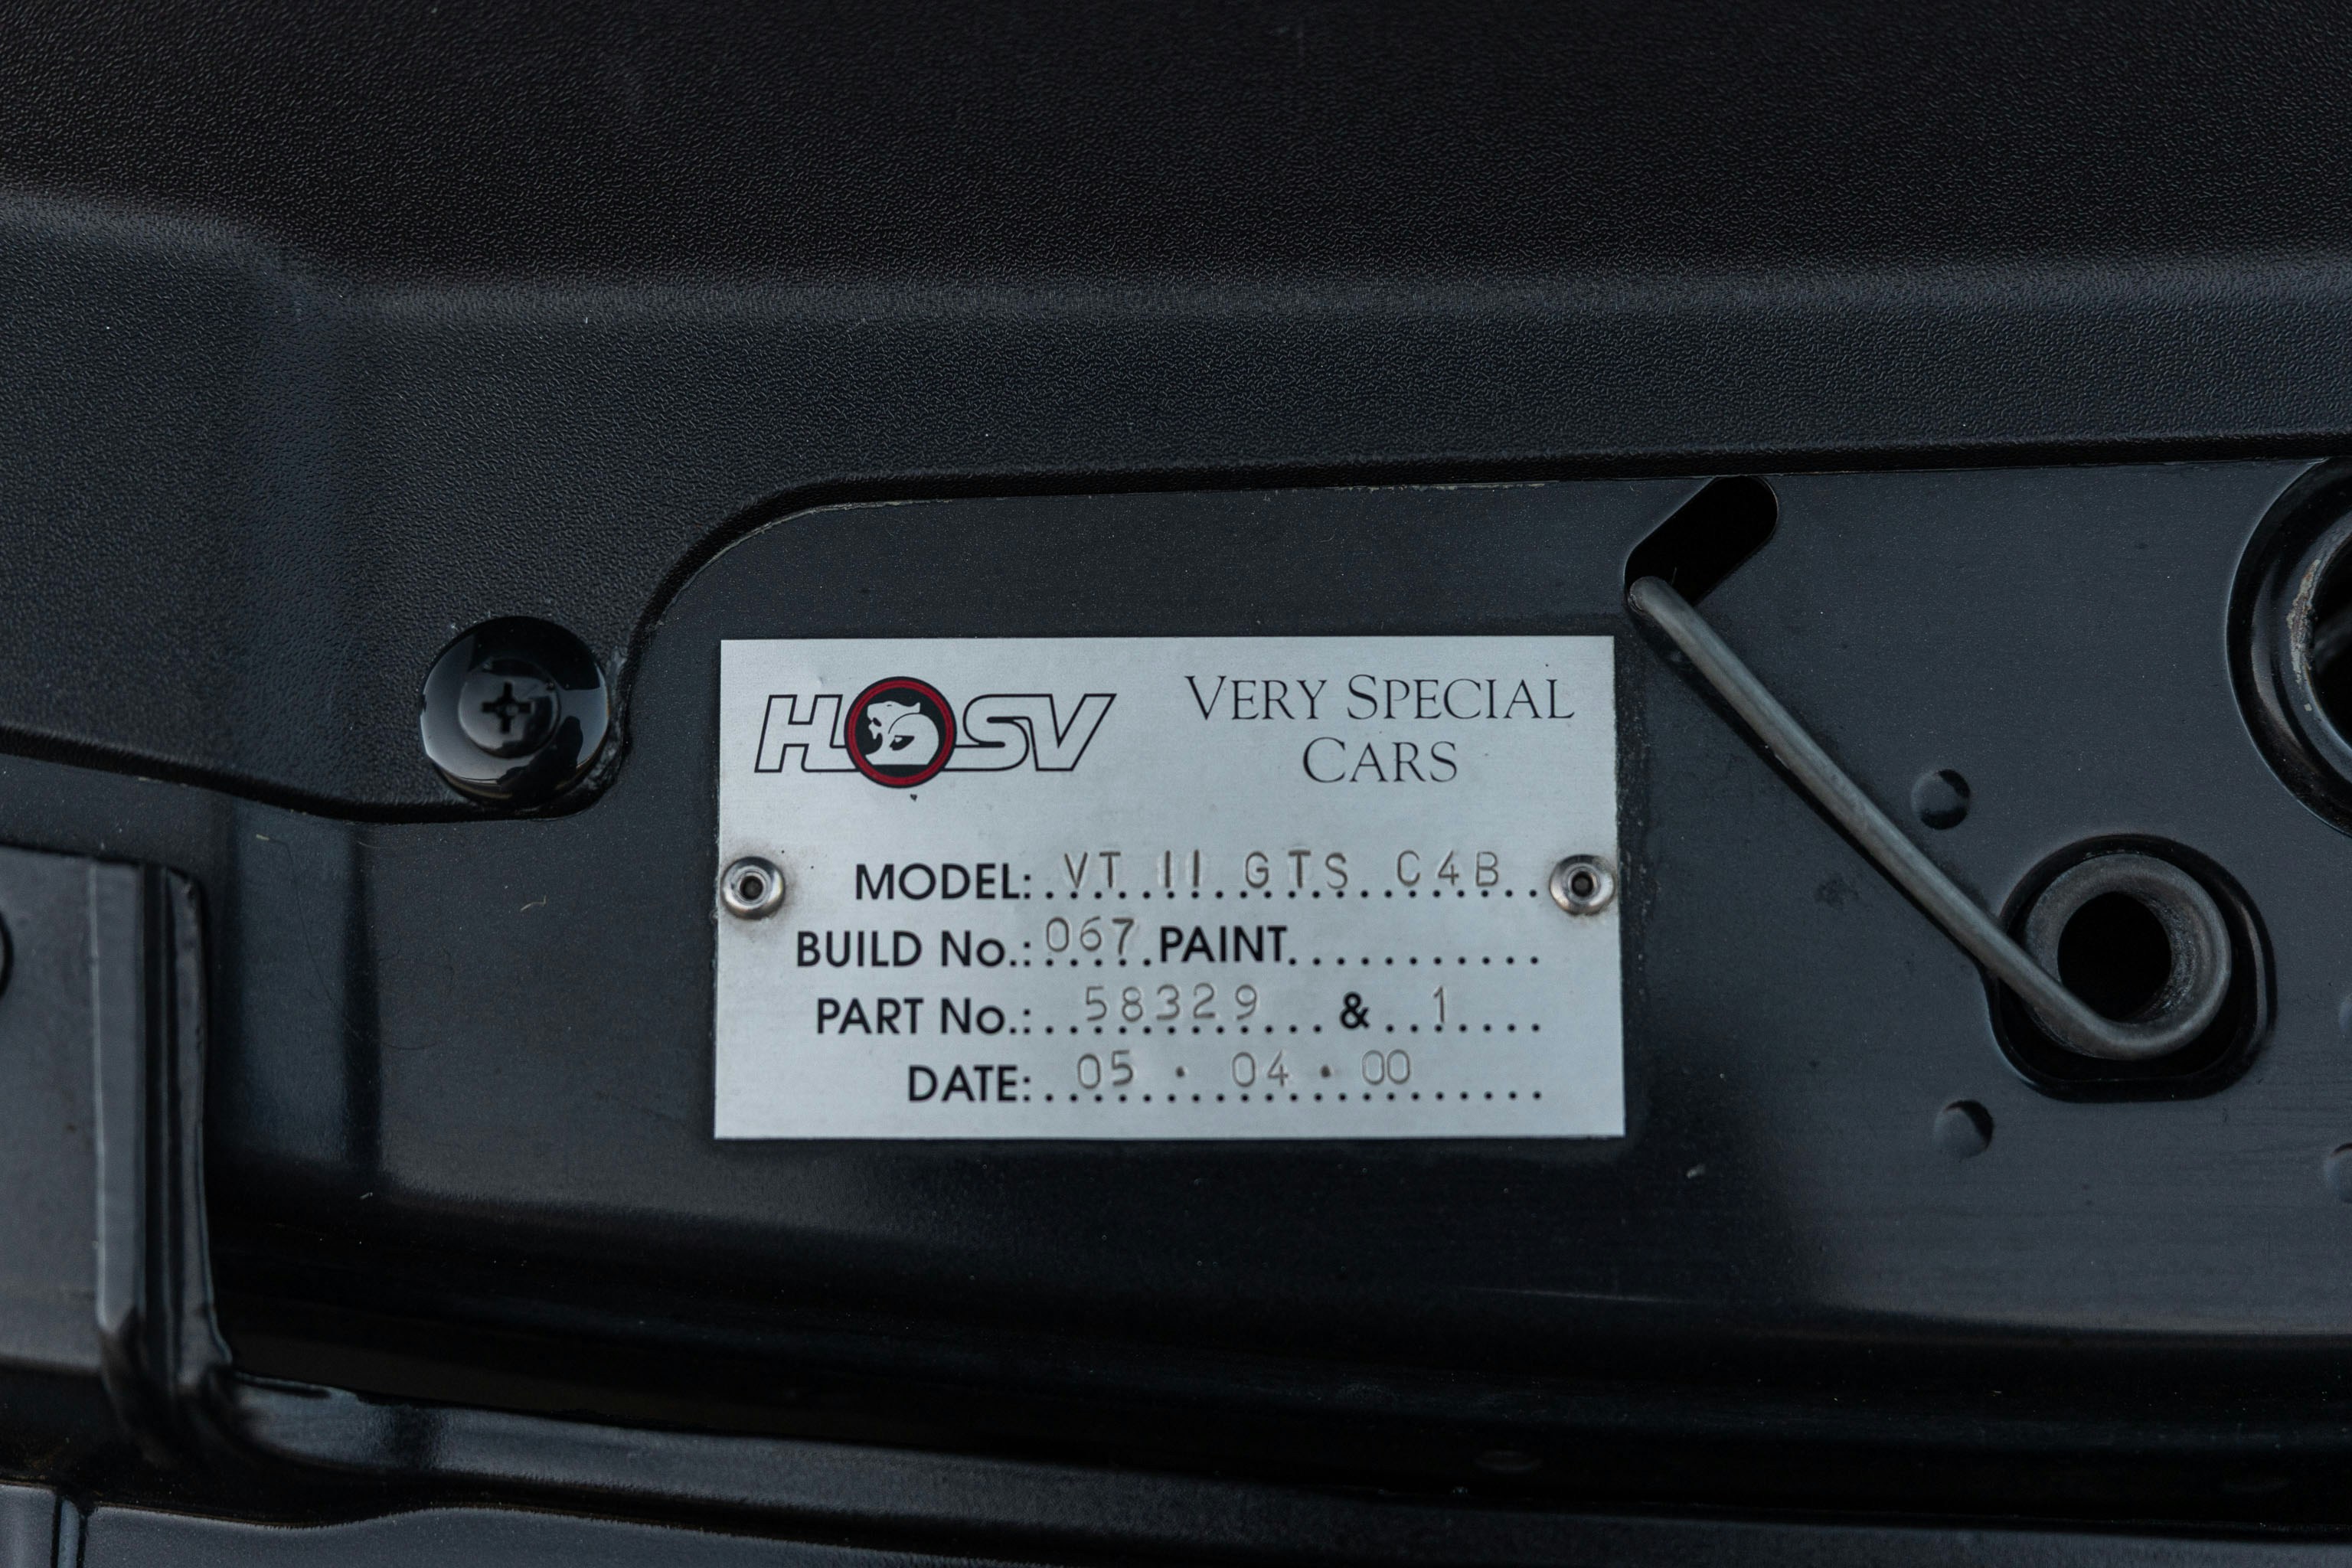 HSV
VERY SPECIAL
CARS
MODEL: VT II GTS C4B
BUILD No.: 067 PAINT
PART No.: 58329 & 1
DATE: 05 · 04 · 00